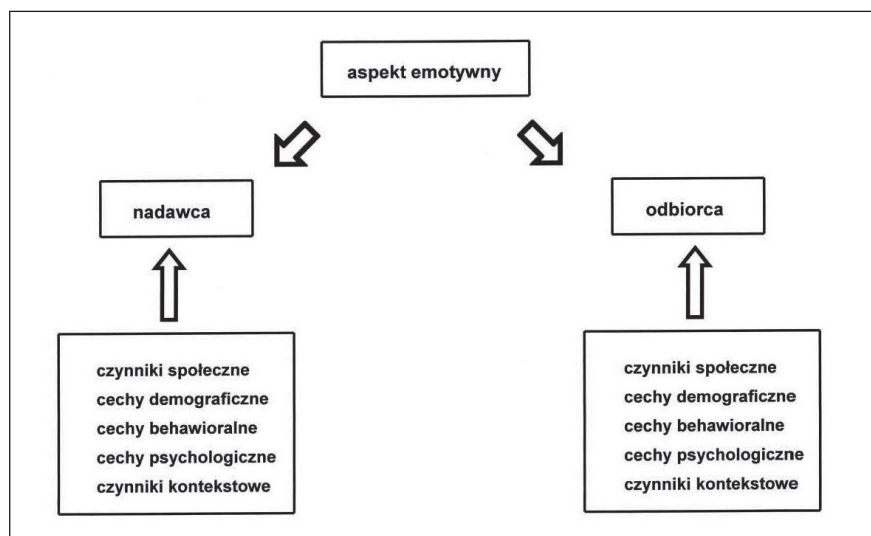 aspekt emotywny
nadawca
odbiorca
czynniki społeczne
cechy demograficzne
cechy behawioralne
cechy psychologiczne
czynniki kontekstowe
czynniki społeczne
cechy demograficzne
cechy behawioralne
cechy psychologiczne
czynniki kontekstowe